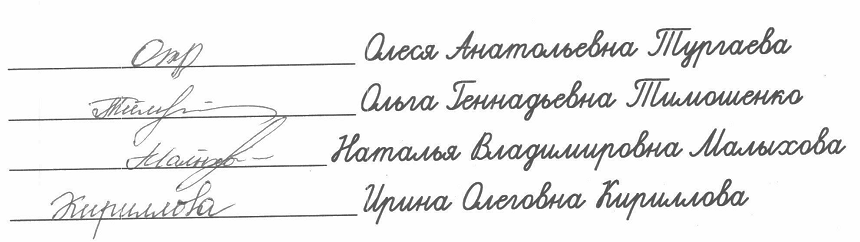 Олеся Анатольевна Тургаева
Ольга Геннадьевна Тимошенко
Наталья Владимировна Малыхова
Кириллова Ирина Олеговна Кириллова